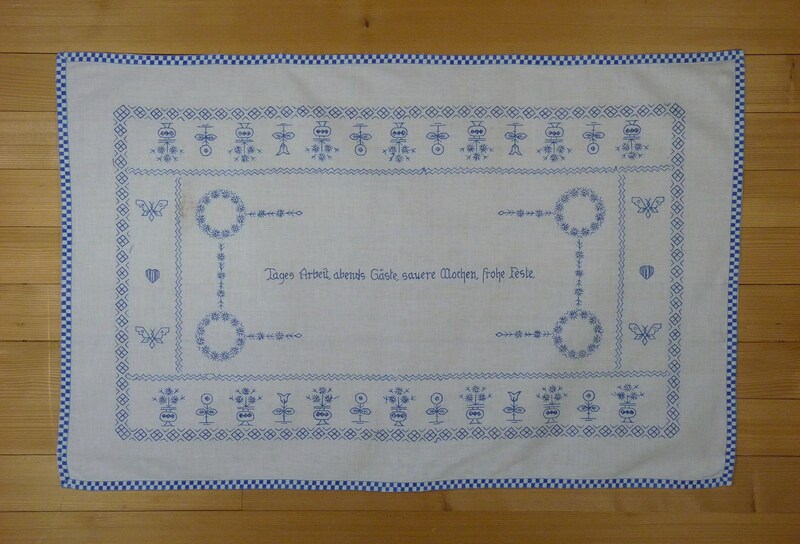 Tages Arbeit, abends Gäste, sauere Wochen, frohe Feste.